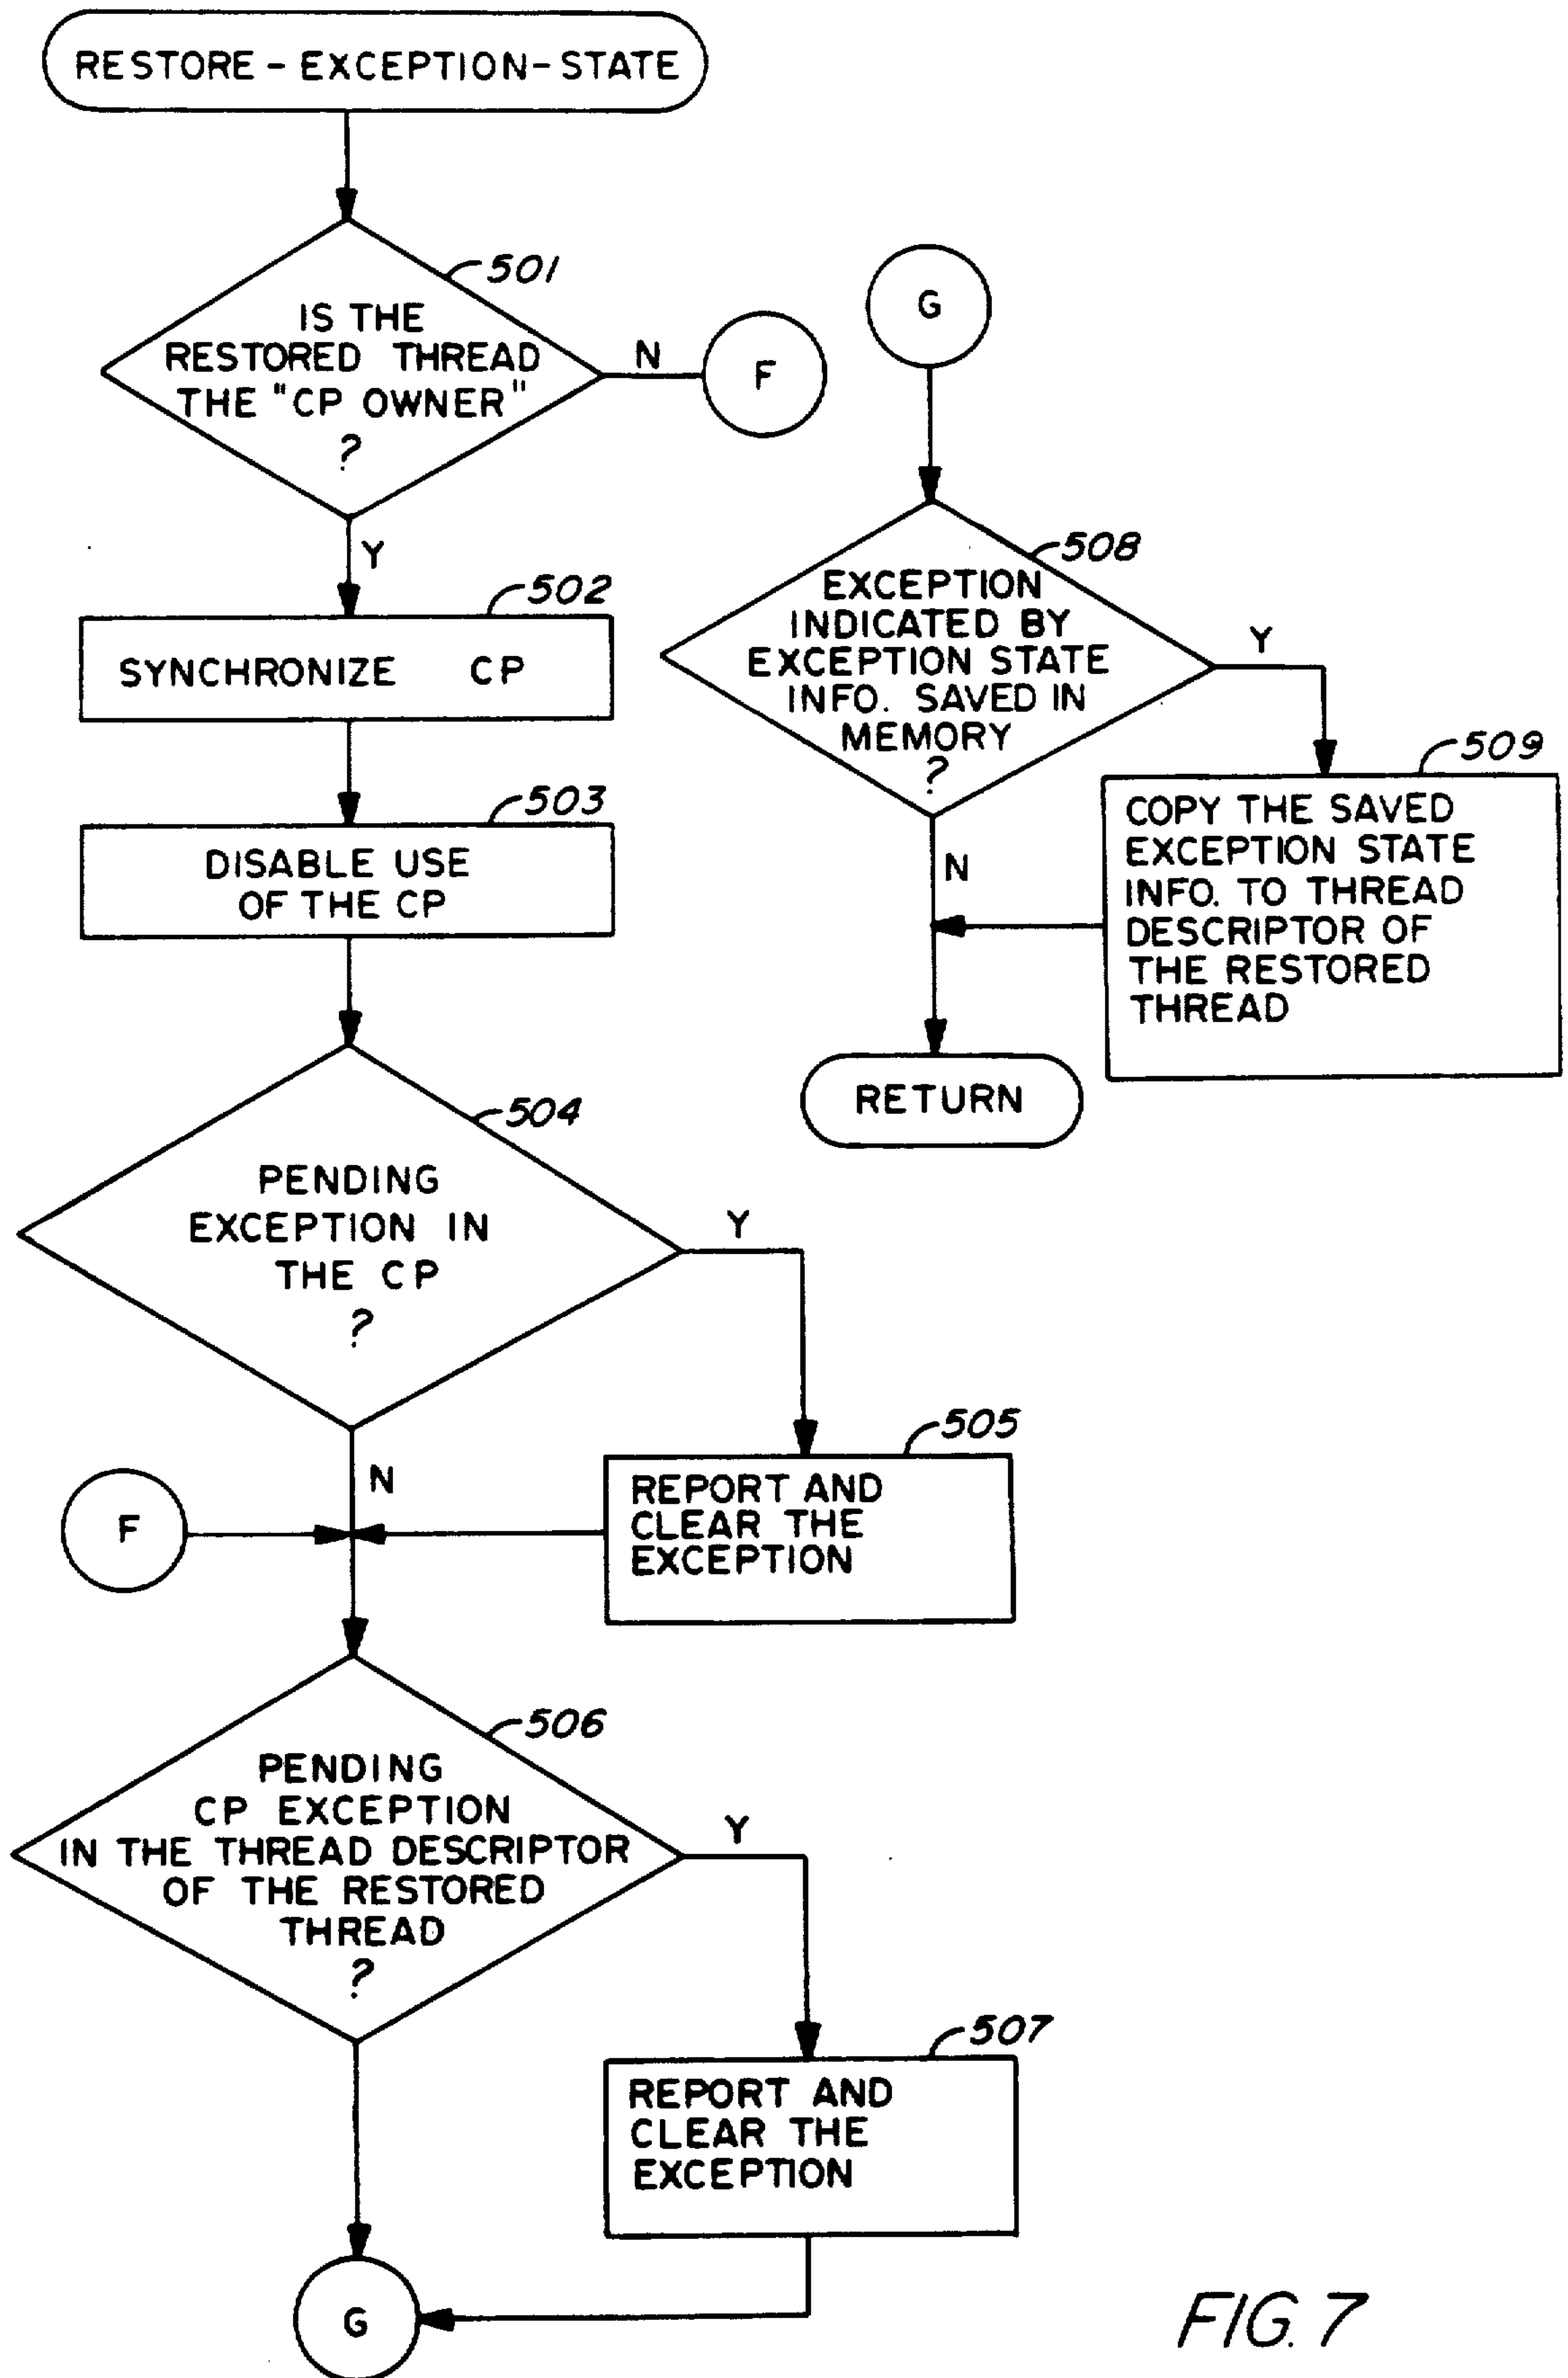 RESTORE-EXCEPTION-STATE
501
IS THE
RESTORED THREAD
THE "CP OWNER"
?
N
F
Y
502
SYNCHRONIZE CP
503
DISABLE USE
OF THE CP
504
PENDING
EXCEPTION IN
THE CP
?
Y
N
505
REPORT AND
CLEAR THE
EXCEPTION
F
506
PENDING
CP EXCEPTION
IN THE THREAD DESCRIPTOR
OF THE RESTORED
THREAD
?
Y
507
REPORT AND
CLEAR THE
EXCEPTION
G
G
508
EXCEPTION
INDICATED BY
EXCEPTION STATE
INFO. SAVED IN
MEMORY
?
Y
N
509
COPY THE SAVED
EXCEPTION STATE
INFO. TO THREAD
DESCRIPTOR OF
THE RESTORED
THREAD
RETURN
FIG. 7